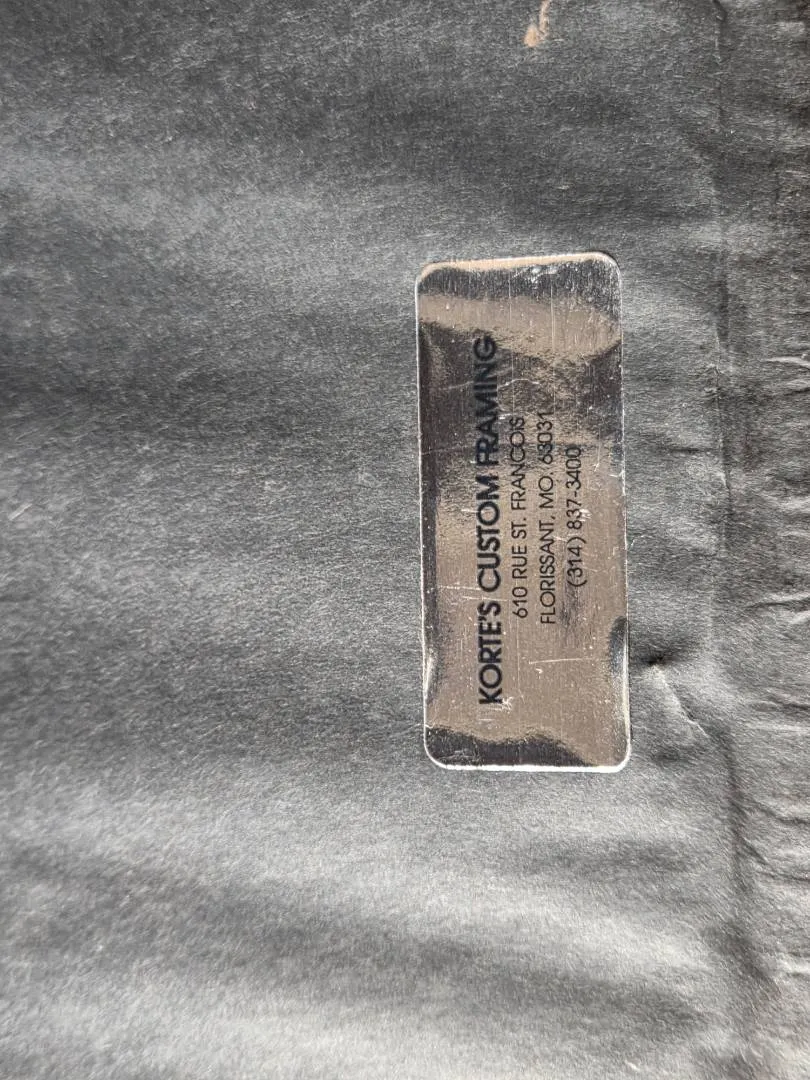 KORTE'S CUSTOM FRAMING
610 RUE ST. FRANCOIS
FLORISSANT, MO. 63031
(314) 837-3400